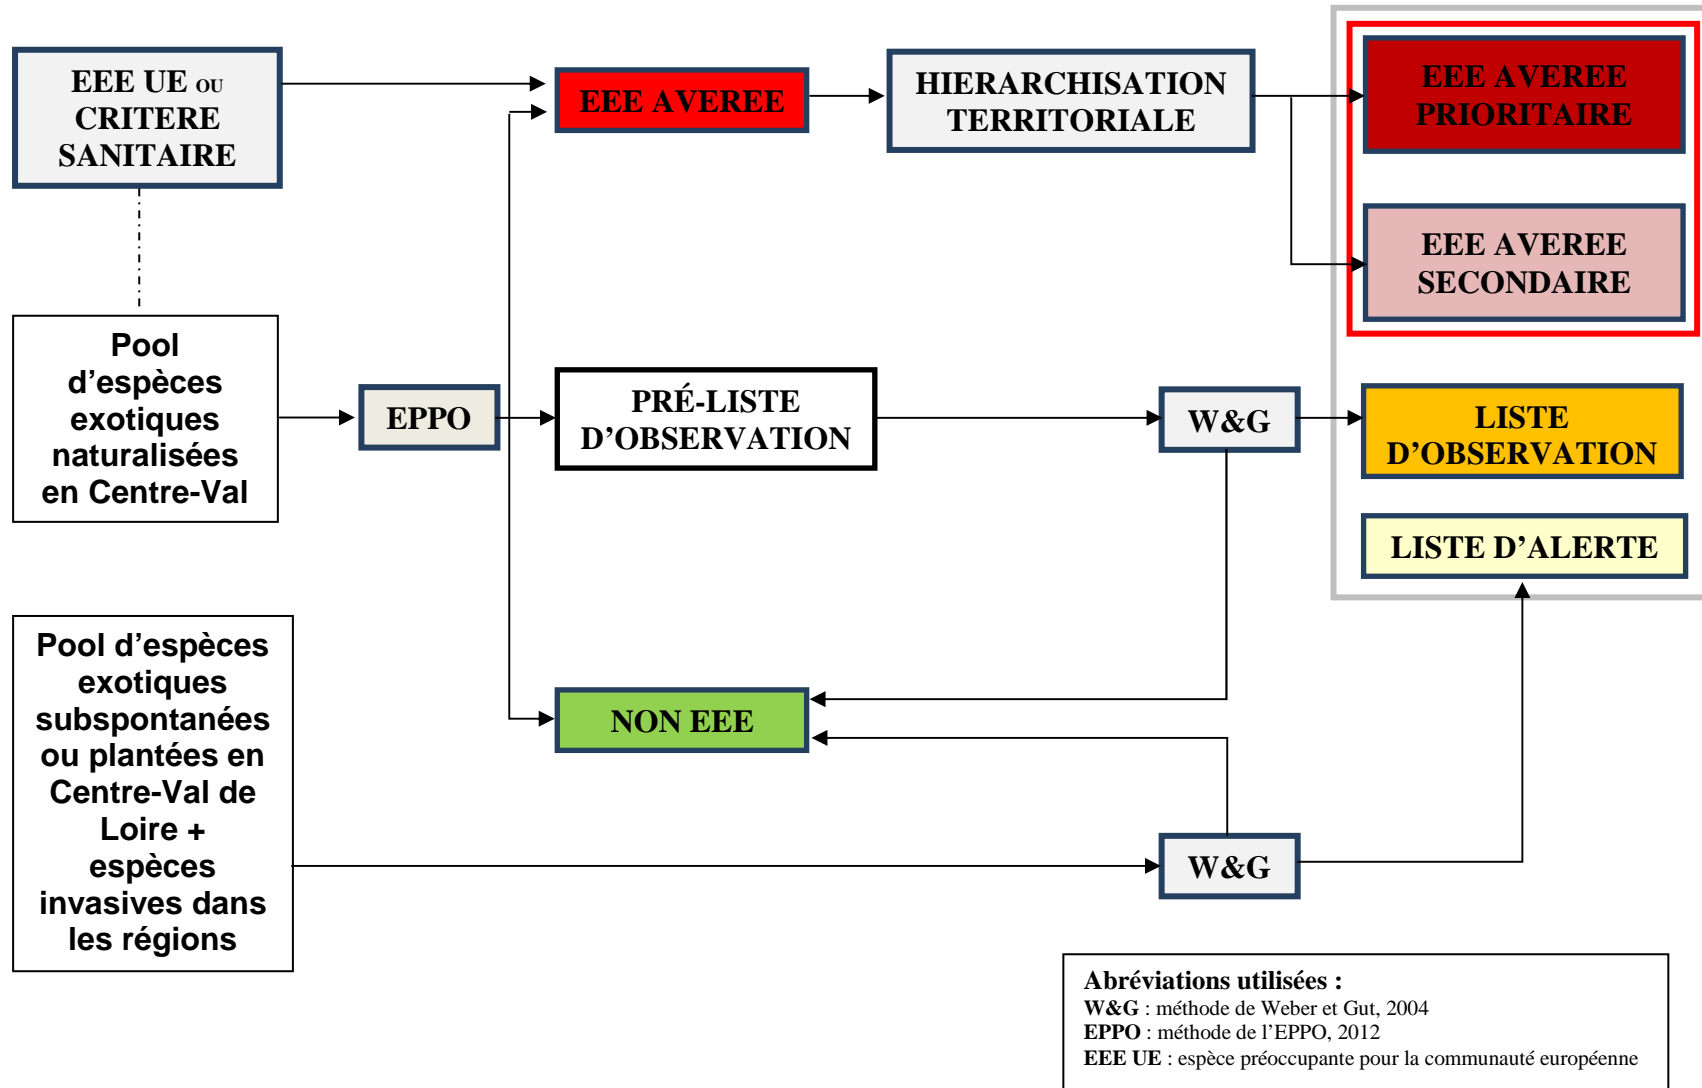 EEE UE OU
CRITERE
SANITAIRE
EEE AVEREE
HIERARCHISATION
TERRITORIALE
EEE AVEREE
PRIORITAIRE
EEE AVEREE
SECONDAIRE
Pool
d’espèces
exotiques
naturalisées
en Centre-Val
EPPO
PRÉ-LISTE
D’OBSERVATION
W&G
LISTE
D’OBSERVATION
LISTE D’ALERTE
Pool d’espèces
exotiques
subspontanées
ou plantées en
Centre-Val de
Loire +
espèces
invasives dans
les régions
NON EEE
W&G
Abréviations utilisées :
W&G : méthode de Weber et Gut, 2004
EPPO : méthode de l’EPPO, 2012
EEE UE : espèce préoccupante pour la communauté européenne